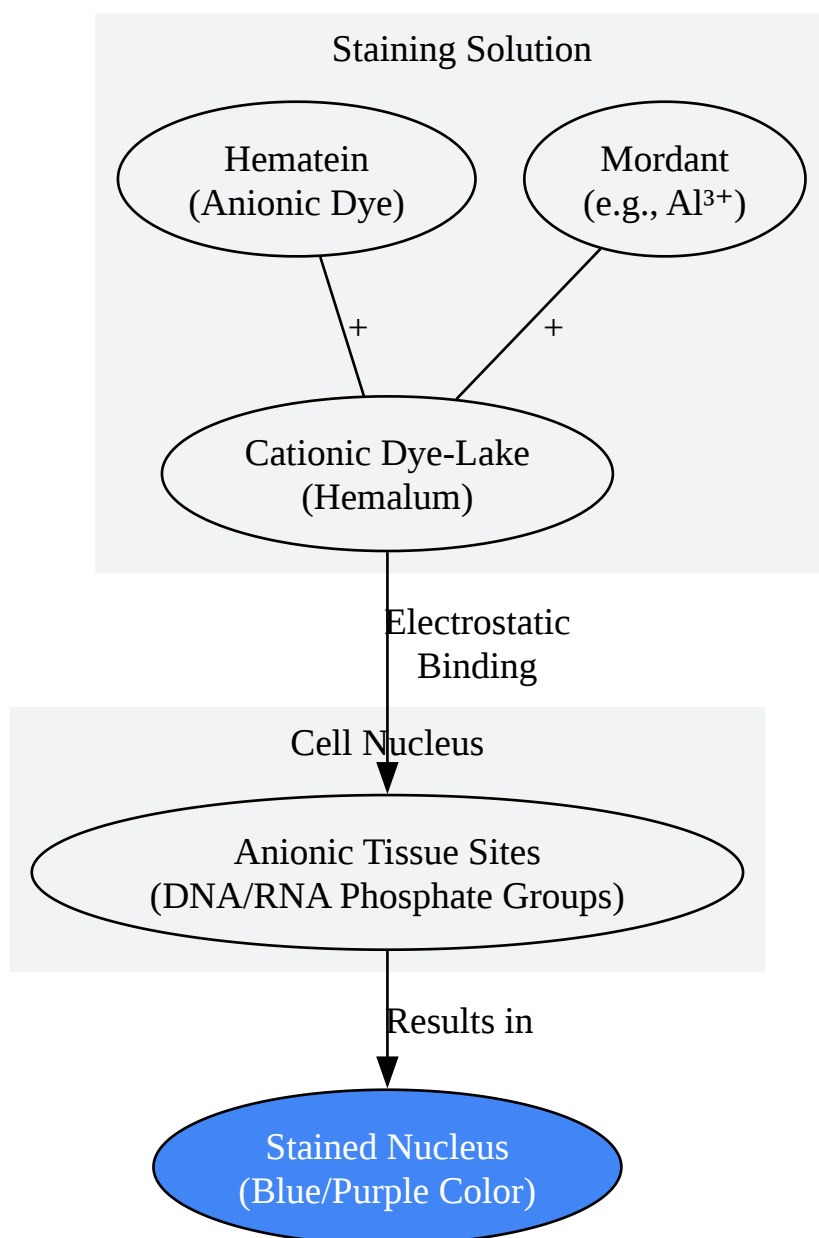 Staining Solution
Hematein
(Anionic Dye)
Mordant
(e.g., Al³⁺)
+
+
Cationic Dye-Lake
(Hemalum)
Electrostatic
Binding
Cell Nucleus
Anionic Tissue Sites
(DNA/RNA Phosphate Groups)
Results in
Stained Nucleus
(Blue/Purple Color)